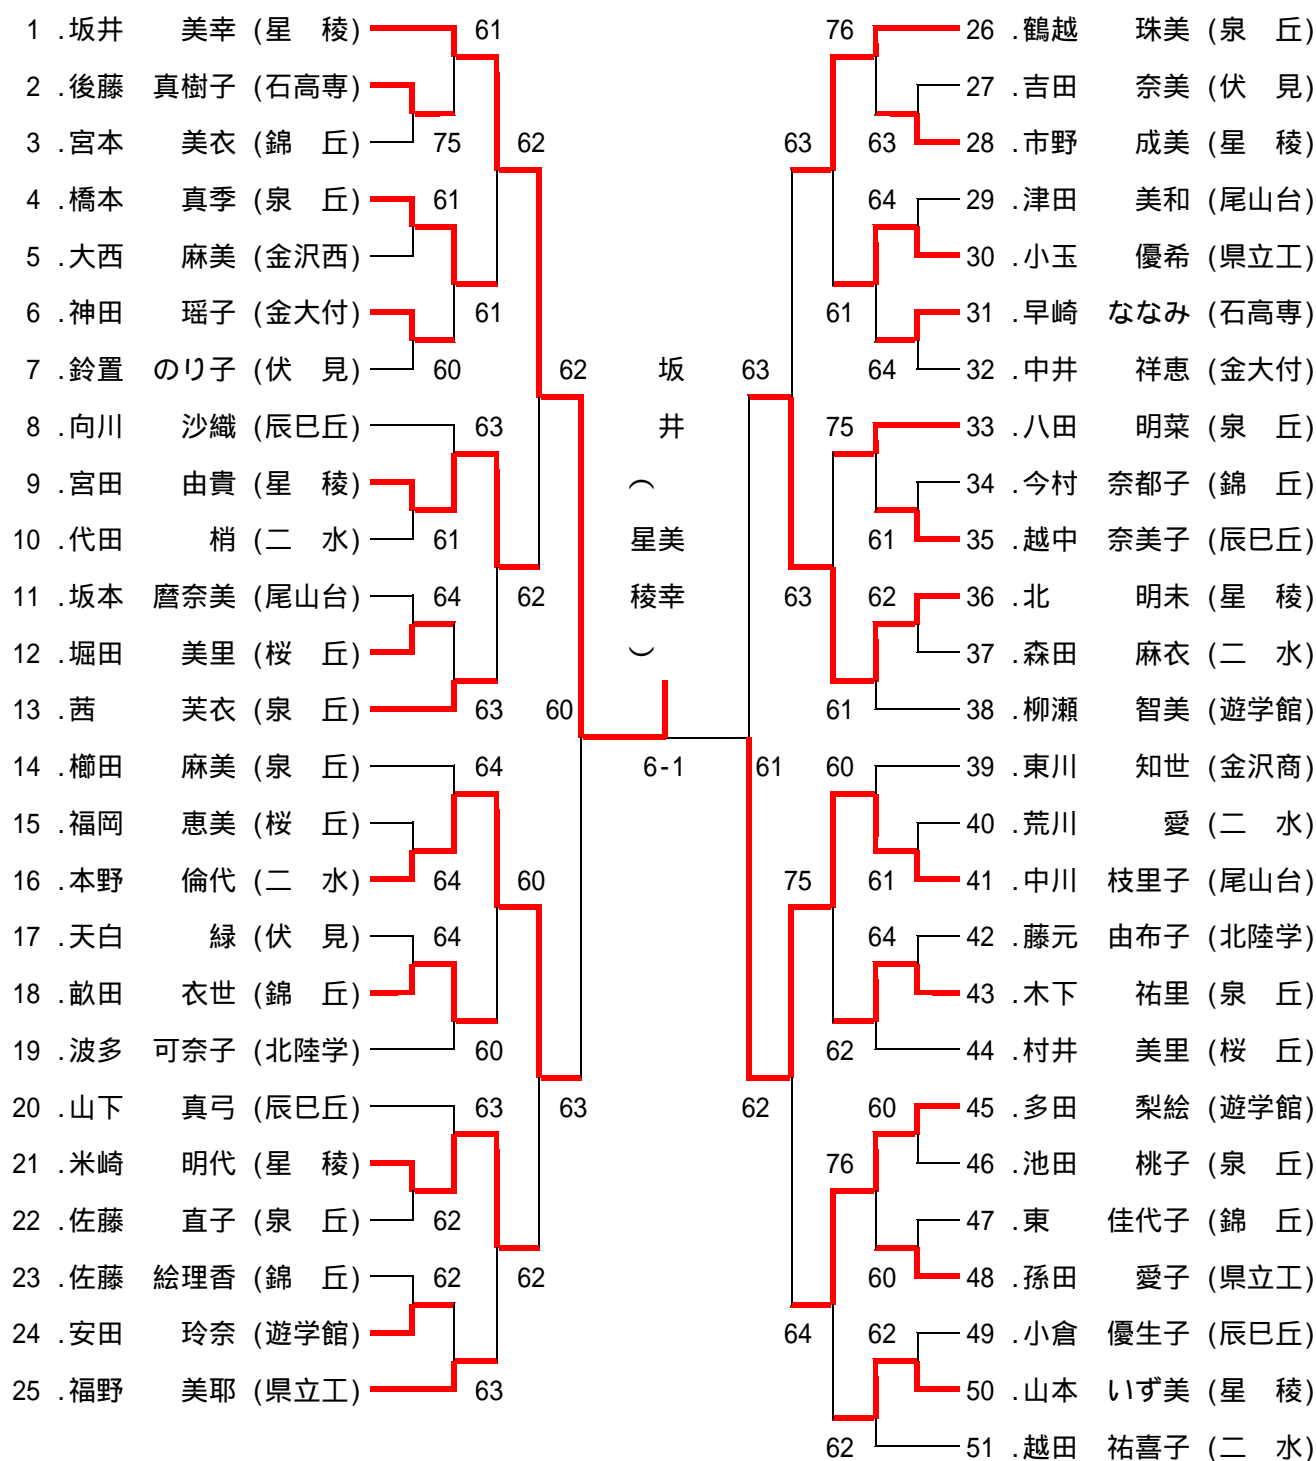 1 .坂井 美幸 (星 稜) 61
2 .後藤 真樹子 (石高専)
3 .宮本 美衣 (錦 丘) 75 62
4 .橋本 真季 (泉 丘) 61
5 .大西 麻美 (金沢西)
6 .神田 瑶子 (金大付) 61
7 .鈴置 のり子 (伏 見) 60 62
8 .向川 沙織 (辰巳丘) 63
9 .宮田 由貴 (星 稜)
10 .代田 梢 (二 水) 61
11 .坂本 麿奈美 (尾山台) 64 62
12 .堀田 美里 (桜 丘)
13 .茜 芙衣 (泉 丘) 63 60
14 .櫛田 麻美 (泉 丘) 64
15 .福岡 恵美 (桜 丘)
16 .本野 倫代 (二 水) 64 60
17 .天白 緑 (伏 見) 64
18 .畝田 衣世 (錦 丘)
19 .波多 可奈子 (北陸学) 60
20 .山下 真弓 (辰巳丘) 63 63
21 .米崎 明代 (星 稜)
22 .佐藤 直子 (泉 丘) 62
23 .佐藤 絵理香 (錦 丘) 62 62
24 .安田 玲奈 (遊学館)
25 .福野 美耶 (県立工) 63
坂井美幸
(星稜)
6-1
76 26 .鶴越 珠美 (泉 丘)
27 .吉田 奈美 (伏 見)
63 63 28 .市野 成美 (星 稜)
64 29 .津田 美和 (尾山台)
30 .小玉 優希 (県立工)
61 31 .早崎 ななみ (石高専)
63 64 32 .中井 祥恵 (金大付)
75 33 .八田 明菜 (泉 丘)
34 .今村 奈都子 (錦 丘)
61 35 .越中 奈美子 (辰巳丘)
63 62 36 .北 明未 (星 稜)
37 .森田 麻衣 (二 水)
61 38 .柳瀬 智美 (遊学館)
61 60 39 .東川 知世 (金沢商)
40 .荒川 愛 (二 水)
75 61 41 .中川 枝里子 (尾山台)
64 42 .藤元 由布子 (北陸学)
43 .木下 祐里 (泉 丘)
62 44 .村井 美里 (桜 丘)
62 60 45 .多田 梨絵 (遊学館)
76 46 .池田 桃子 (泉 丘)
47 .東 佳代子 (錦 丘)
60 48 .孫田 愛子 (県立工)
64 62 49 .小倉 優生子 (辰巳丘)
50 .山本 いず美 (星 稜)
62 51 .越田 祐喜子 (二 水)